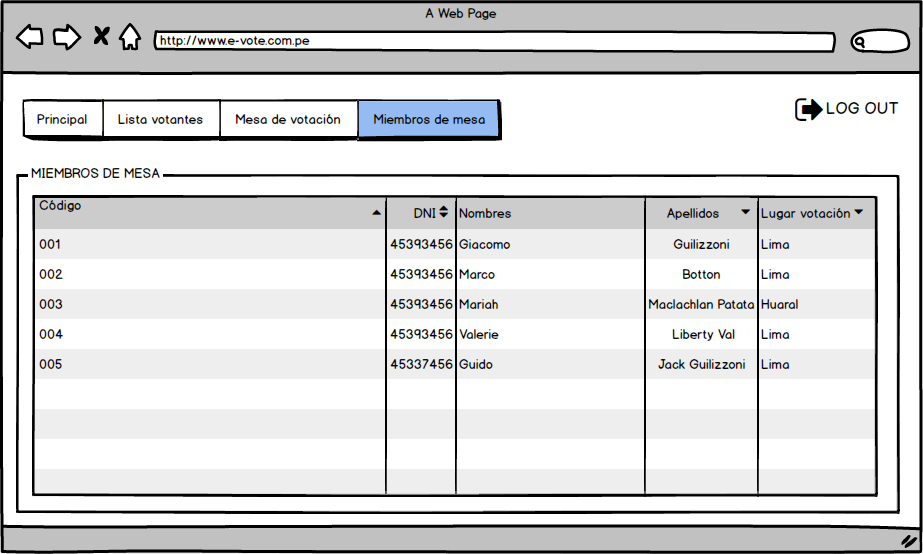 A Web Page
http://www.e-vote.com.pe
Principal Lista votantes Mesa de votación Miembros de mesa LOG OUT
MIEMBROS DE MESA
Código DNI Nombres Apellidos Lugar votación
001 45393456 Giacomo Guilizzoni Lima
002 45393456 Marco Botton Lima
003 45393456 Mariah Maclachlan Patata Huaral
004 45393456 Valerie Liberty Val Lima
005 45337456 Guido Jack Guilizzoni Lima